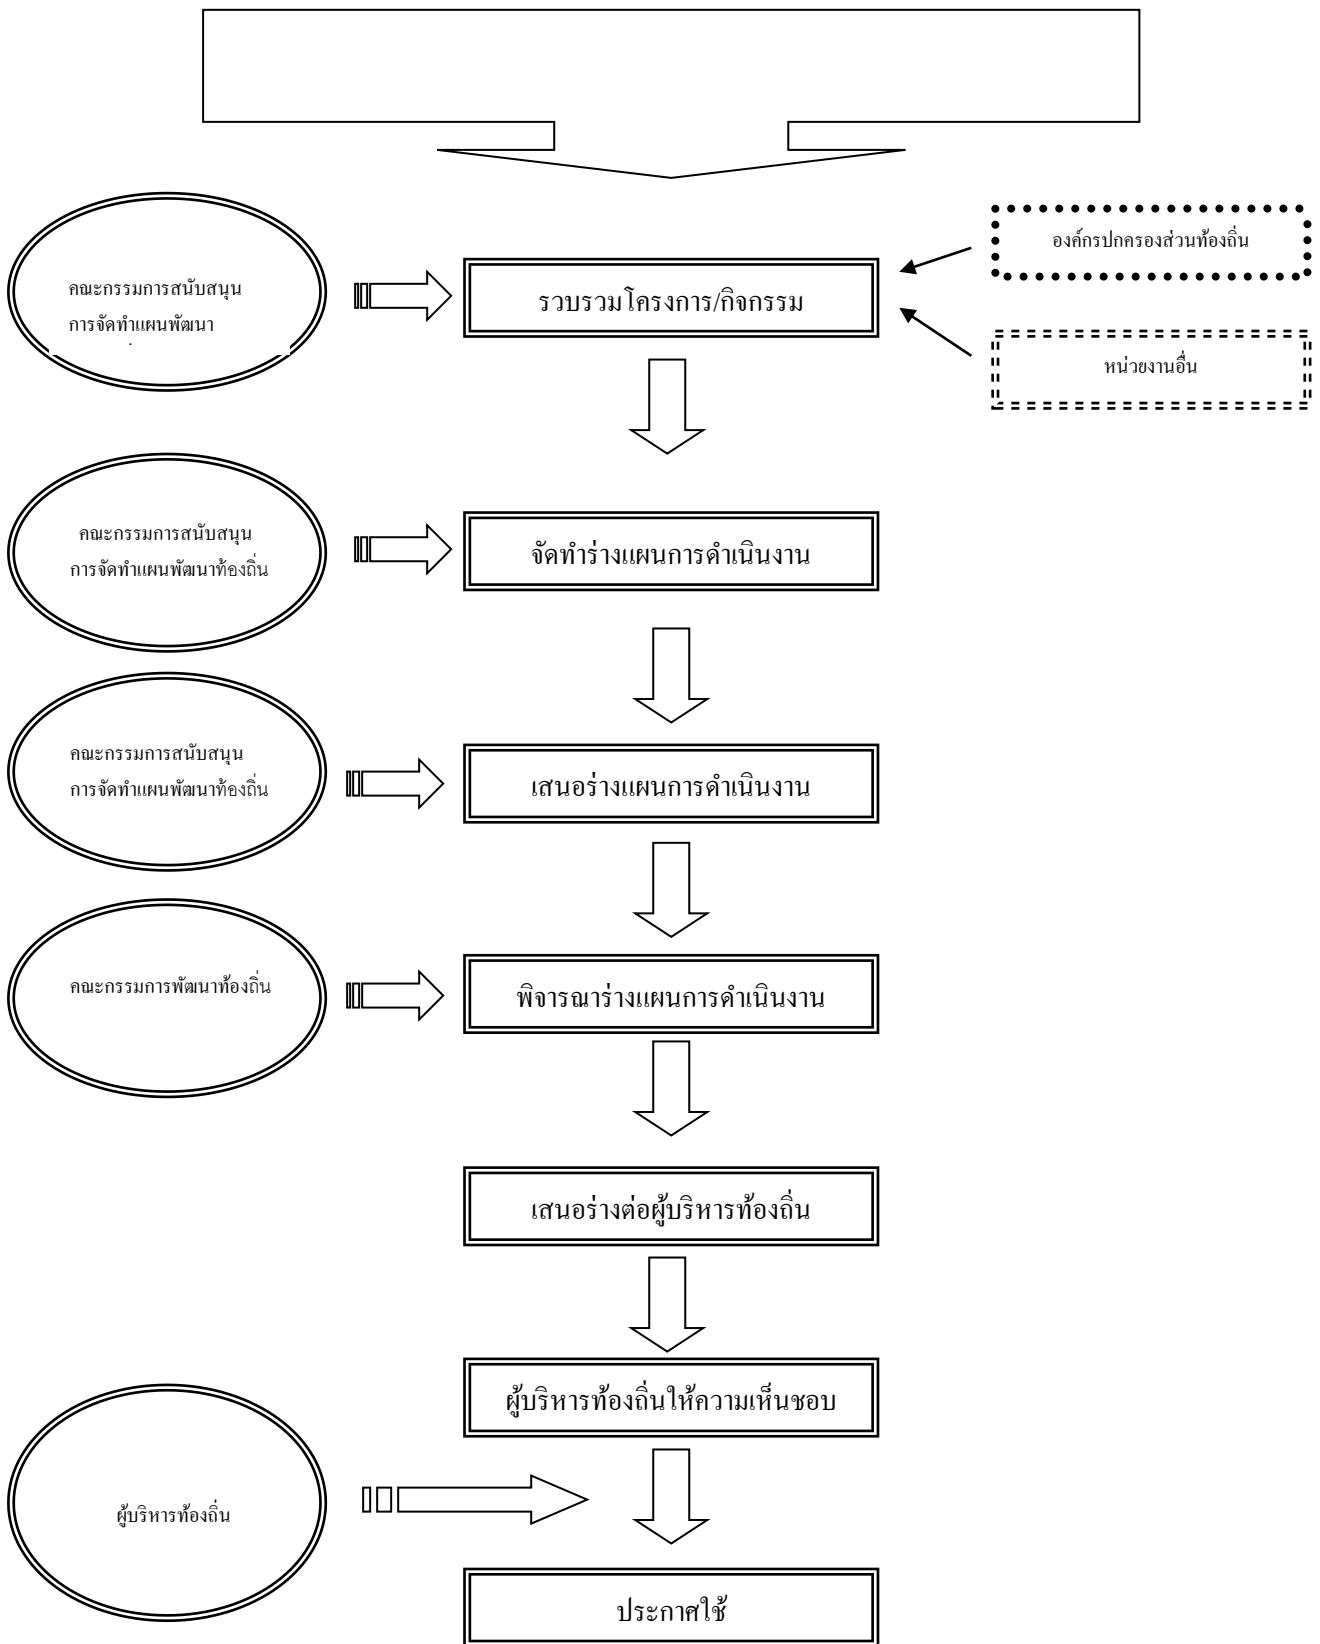 องค์กรปกครองส่วนท้องถิ่น
คณะกรรมการสนับสนุน
การจัดทำแผนพัฒนา
รวบรวมโครงการ/กิจกรรม
หน่วยงานอื่น
คณะกรรมการสนับสนุน
การจัดทำแผนพัฒนาท้องถิ่น
จัดทำร่างแผนการดำเนินงาน
คณะกรรมการสนับสนุน
การจัดทำแผนพัฒนาท้องถิ่น
เสนอร่างแผนการดำเนินงาน
คณะกรรมการพัฒนาท้องถิ่น
พิจารณาร่างแผนการดำเนินงาน
เสนอร่างต่อผู้บริหารท้องถิ่น
ผู้บริหารท้องถิ่นให้ความเห็นชอบ
ผู้บริหารท้องถิ่น
ประกาศใช้